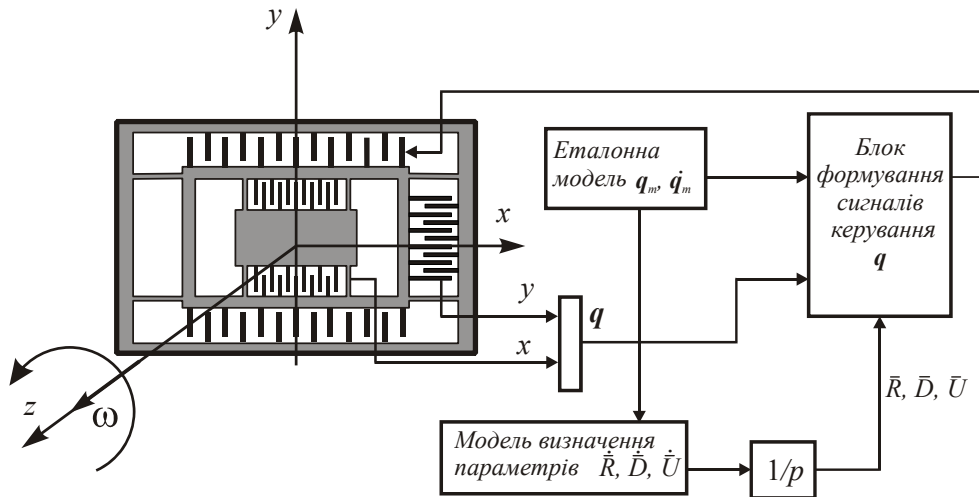 y
x
z
ω
y
x
q
Еталонна
модель q_m, q̇_m
Блок
формування
сигналів
керування
q
Модель визначення
параметрів Ṙ̄, Ḋ̄, U̇̄
1/p
R̄, D̄, Ū